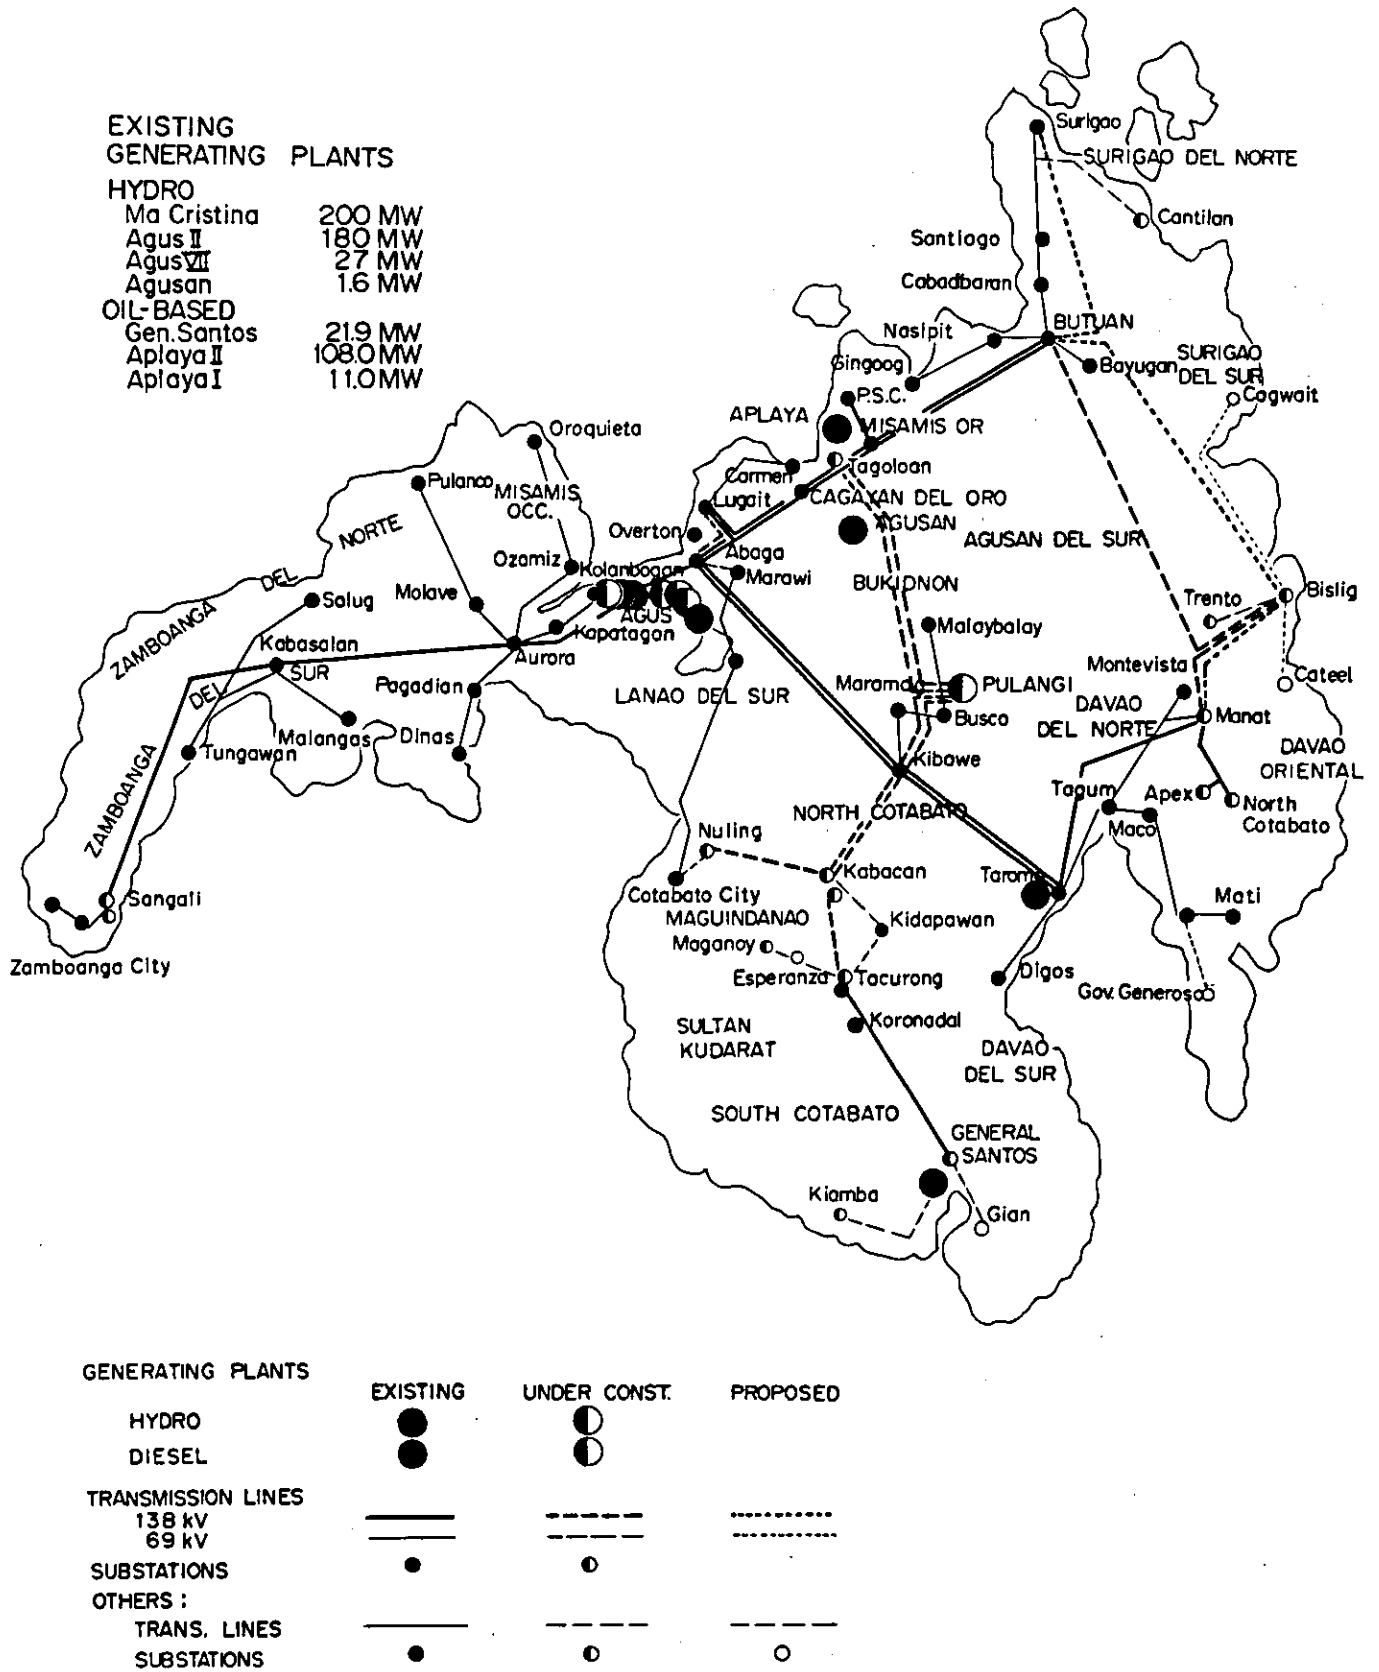 EXISTING
GENERATING PLANTS
HYDRO
Ma Cristina 200 MW
Agus II 180 MW
Agus VII 27 MW
Agusan 1.6 MW
OIL-BASED
Gen.Santos 21.9 MW
Aplaya II 108.0 MW
Aplaya I 11.0 MW
Surigao
SURIGAO DEL NORTE
Cantilan
Santiago
Cabadbaran
Nasipit
BUTUAN
Bayugan
SURIGAO
DEL SUR
Cagwait
Gingoog
P.S.C.
APLAYA
MISAMIS OR
Tagoloan
Carmen
CAGAYAN DEL ORO
Lugait
AGUSAN
AGUSAN DEL SUR
Oroquieta
Pulanco
MISAMIS
OCC.
NORTE
DEL
ZAMBOANGA
Overton
Abaga
Marawi
Ozamiz
Kolanbogan
AGUS
Kapatagan
Molave
Salug
Kabasalan
SUR
DEL
ZAMBOANGA
Aurora
Pagadian
LANAO DEL SUR
BUKIDNON
Malaybalay
Maramag
PULANGI
Busco
Kibawe
Trento
Bislig
Montevista
Cateel
DAVAO
DEL NORTE
Manat
DAVAO
ORIENTAL
Malangas
Dinas
Tungawan
Tagum
Apex
North
Cotabato
Maco
NORTH COTABATO
Nuling
Kabacan
Taromo
Cotabato City
MAGUINDANAO
Kidapawan
Maganoy
Esperanza
Tacurong
Mati
Digos
Gov.Generoso
Sangali
Zamboanga City
Koronadal
SULTAN
KUDARAT
DAVAO
DEL SUR
SOUTH COTABATO
GENERAL
SANTOS
Kiamba
Gian
GENERATING PLANTS
EXISTING UNDER CONST. PROPOSED
HYDRO
DIESEL
TRANSMISSION LINES
138 kV
69 kV
SUBSTATIONS
OTHERS :
TRANS. LINES
SUBSTATIONS